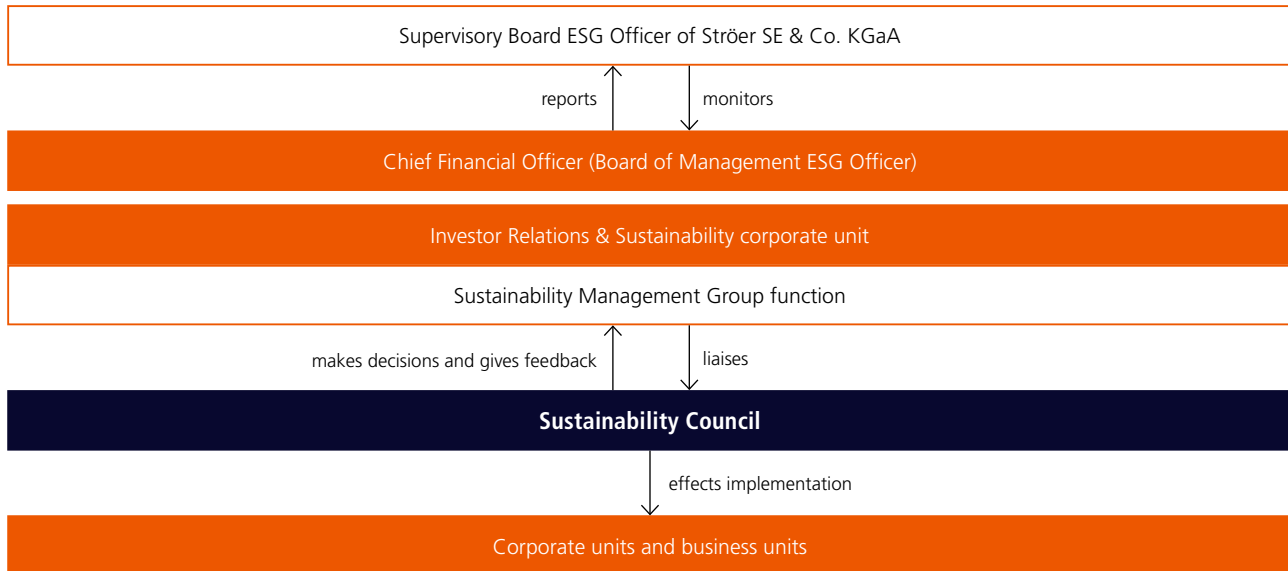 Supervisory Board ESG Officer of Ströer SE & Co. KGaA
reports
monitors
Chief Financial Officer (Board of Management ESG Officer)
Investor Relations & Sustainability corporate unit
Sustainability Management Group function
makes decisions and gives feedback
liaises
Sustainability Council
effects implementation
Corporate units and business units